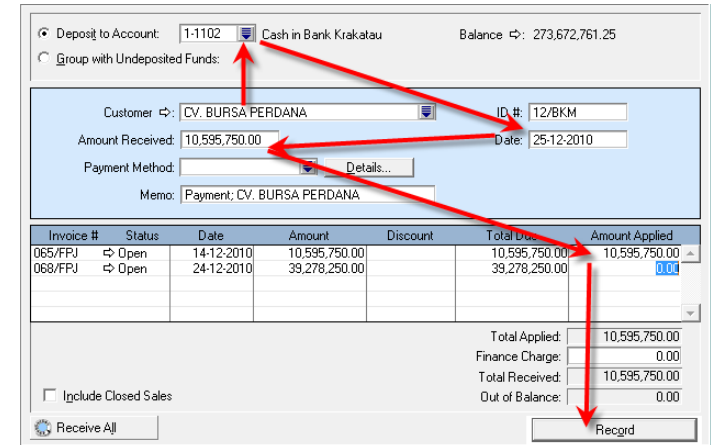 Deposit to Account: 1-1102 Cash in Bank Krakatau Balance ⇨: 273,672,761.25
Group with Undeposited Funds:
Customer ⇨: CV. BURSA PERDANA ID #: 12/BKM
Amount Received: 10,595,750.00 Date: 25-12-2010
Payment Method: Details...
Memo: Payment; CV. BURSA PERDANA
Invoice # Status Date Amount Discount Total Due Amount Applied
065/FPJ ⇨ Open 14-12-2010 10,595,750.00 10,595,750.00 10,595,750.00
068/FPJ ⇨ Open 24-12-2010 39,278,250.00 39,278,250.00 0.00
Total Applied: 10,595,750.00
Finance Charge: 0.00
Total Received: 10,595,750.00
Include Closed Sales Out of Balance: 0.00
Receive All Record